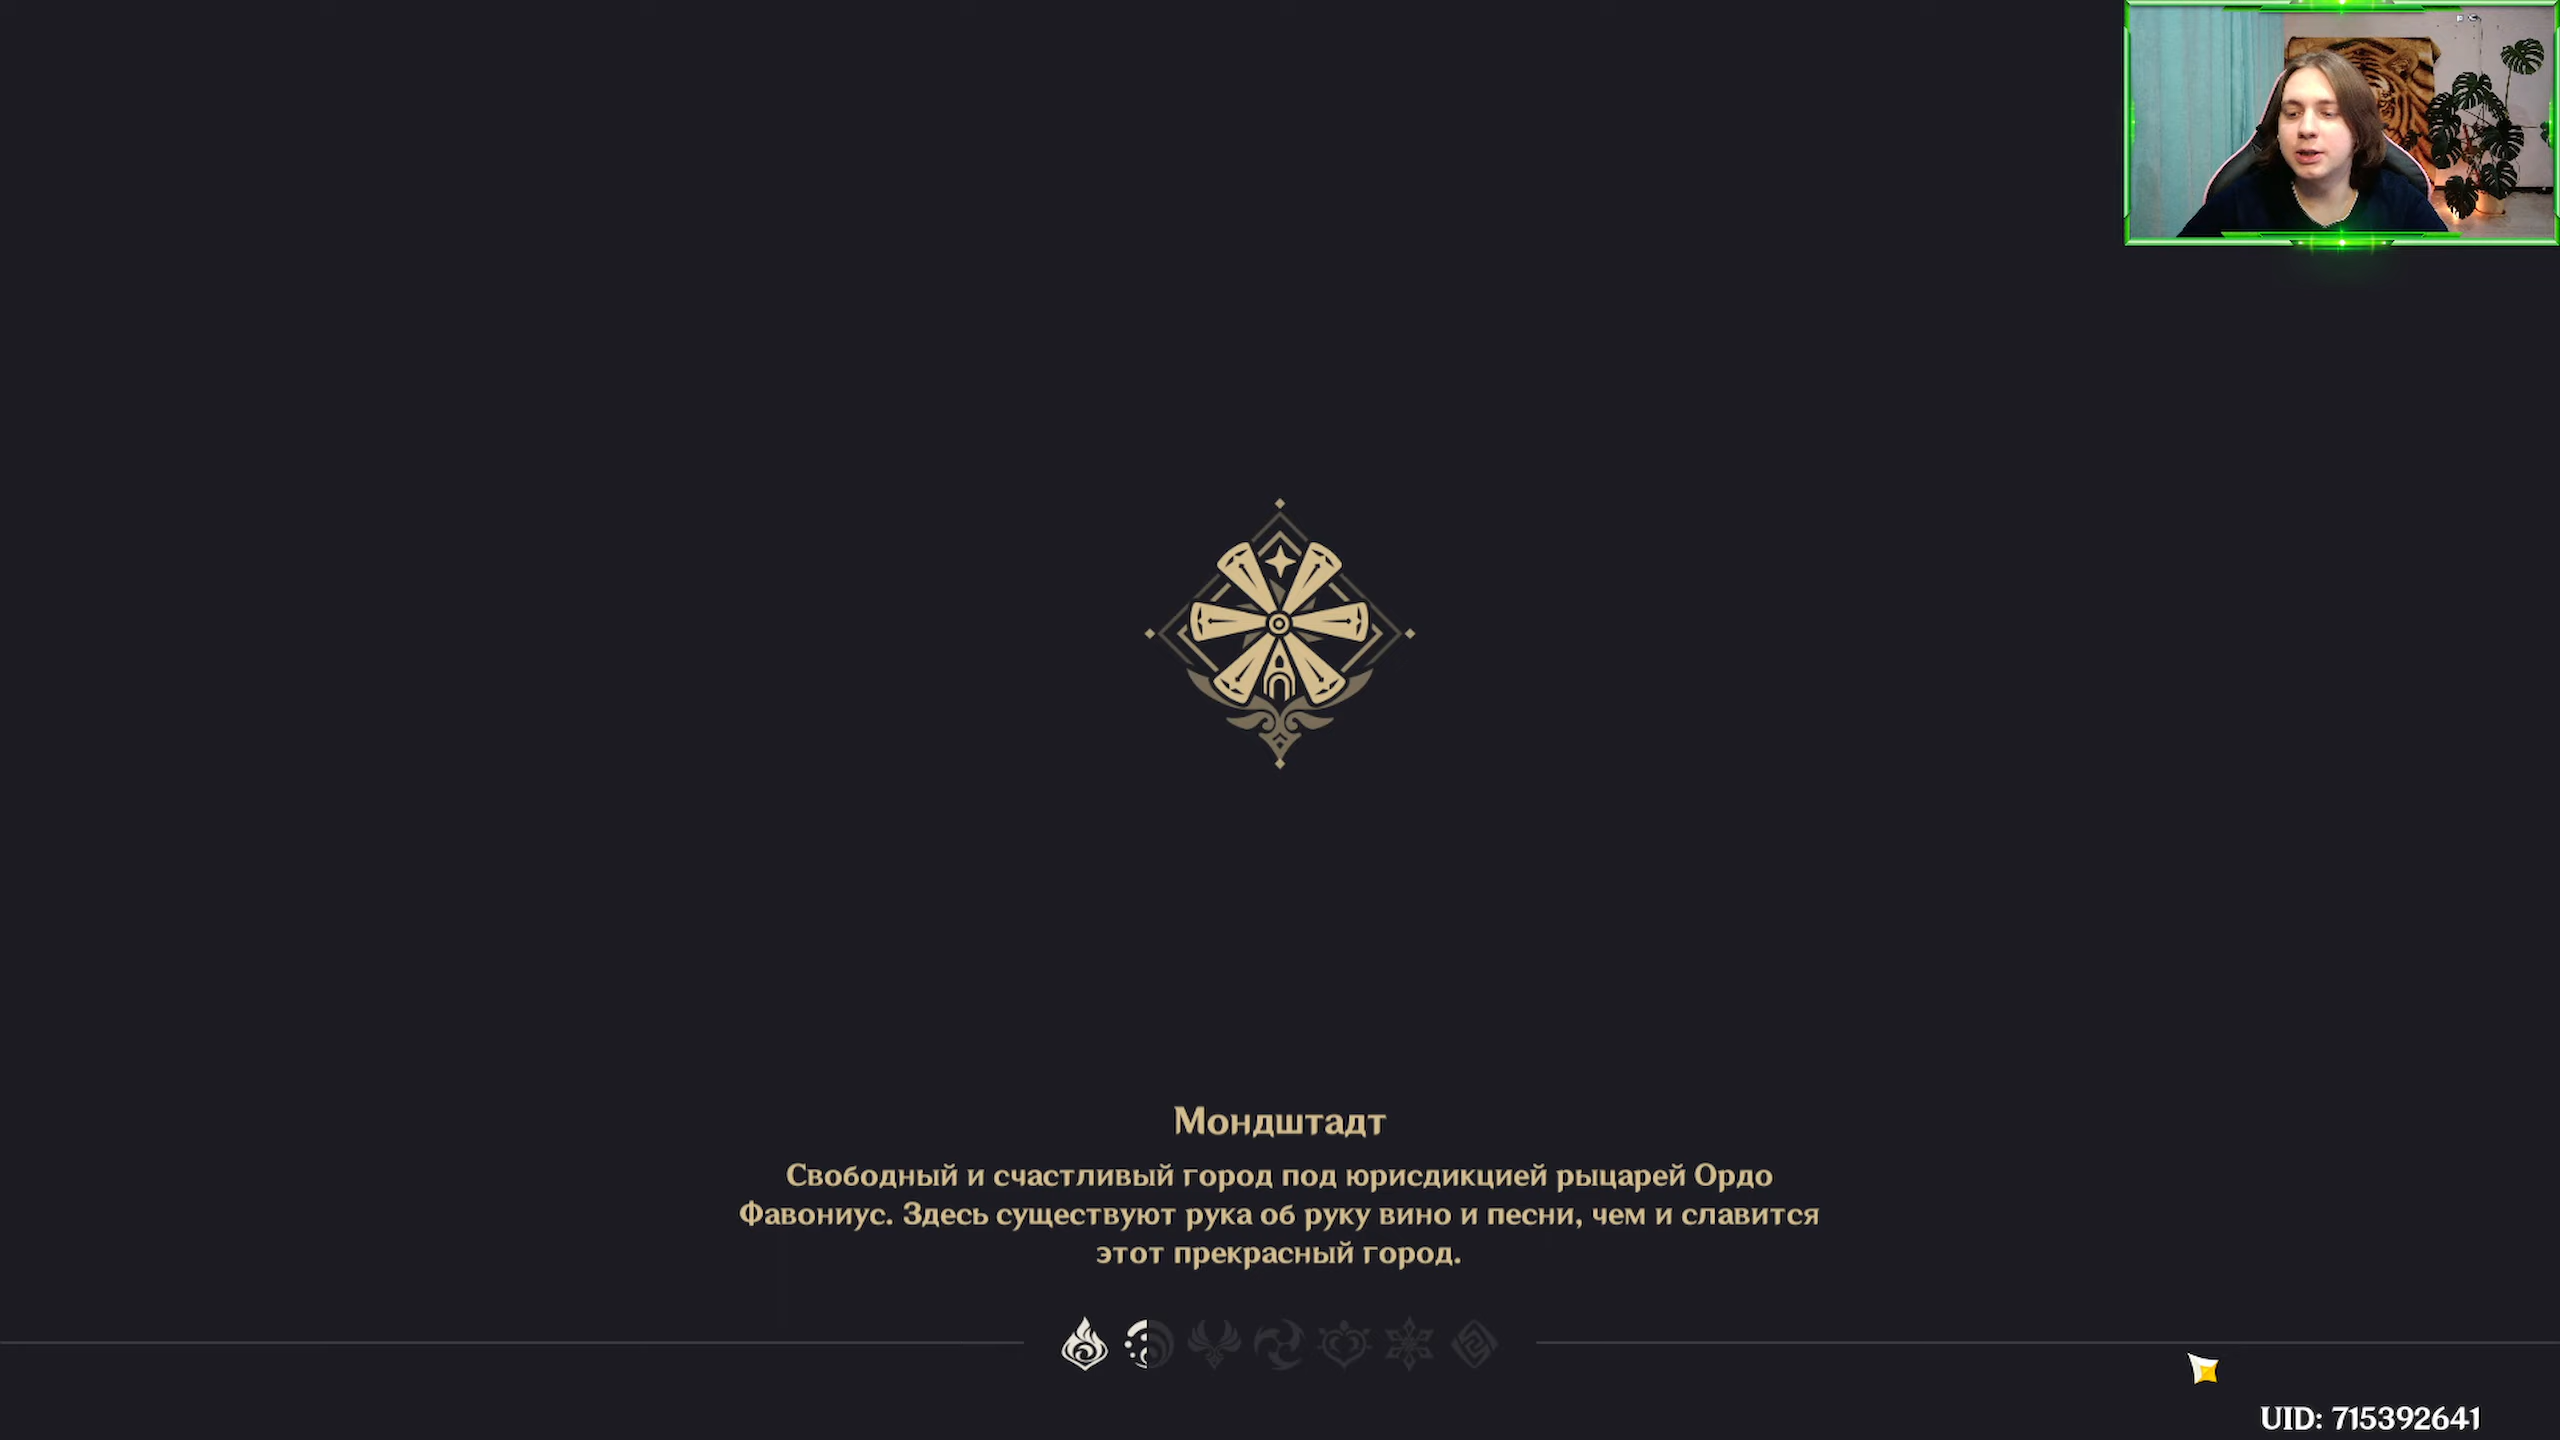 Мондштадт
Свободный и счастливый город под юрисдикцией рыцарей Ордо
Фавониус. Здесь существуют рука об руку вино и песни, чем и славится
этот прекрасный город.
UID: 715392641